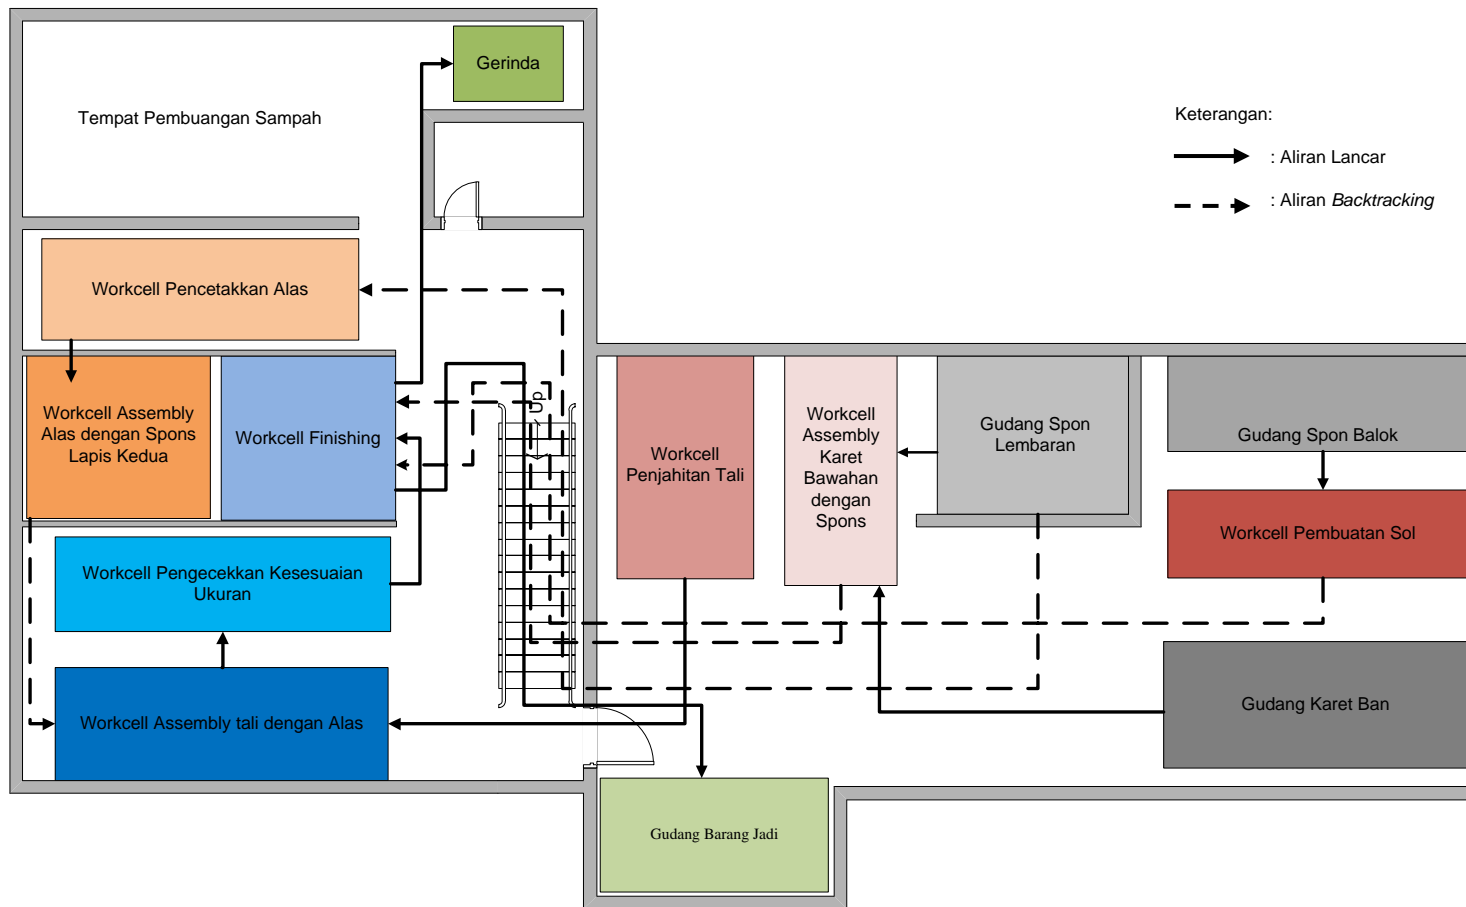 Gerinda
Tempat Pembuangan Sampah
Keterangan:
: Aliran Lancar
: Aliran Backtracking
Workcell Pencetakkan Alas
Workcell Assembly
Alas dengan Spons
Lapis Kedua
Workcell Finishing
Up
Workcell
Penjahitan Tali
Workcell
Assembly
Karet
Bawahan
dengan
Spons
Gudang Spon
Lembaran
Gudang Spon Balok
Workcell Pembuatan Sol
Workcell Pengecekkan Kesesuaian
Ukuran
Workcell Assembly tali dengan Alas
Gudang Karet Ban
Gudang Barang Jadi